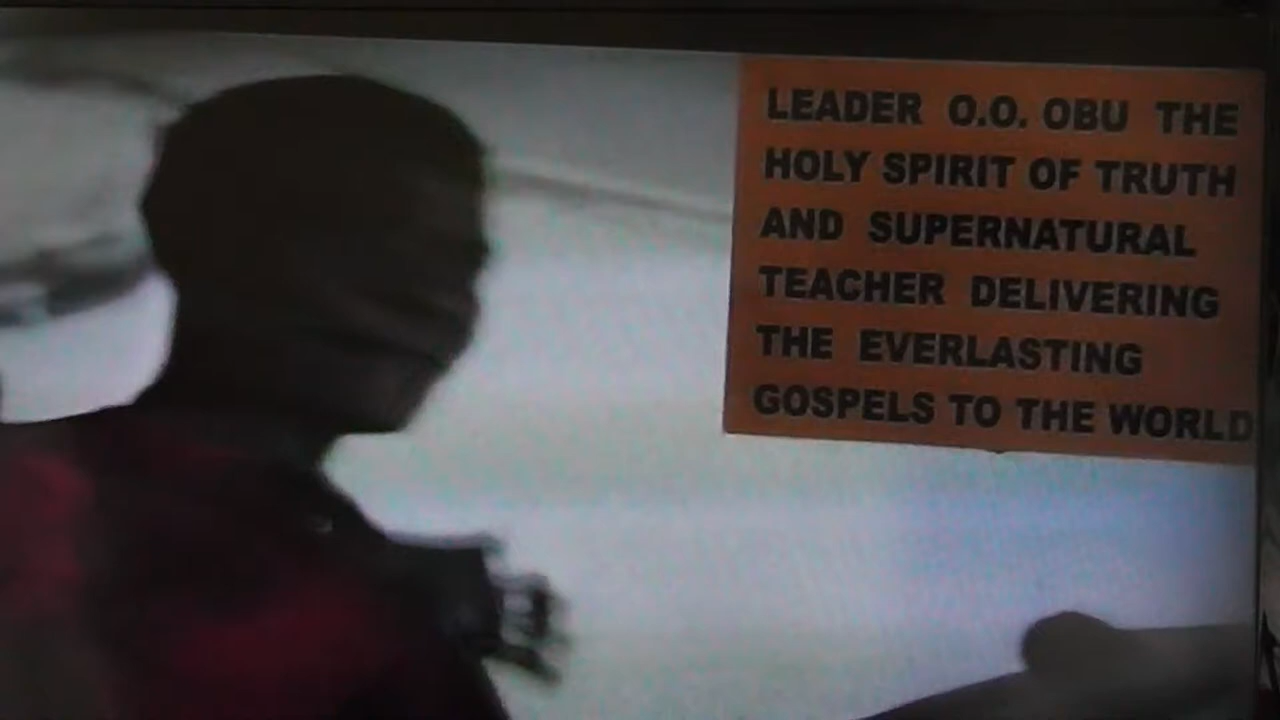 LEADER O.O. OBU THE
HOLY SPIRIT OF TRUTH
AND SUPERNATURAL
TEACHER DELIVERING
THE EVERLASTING
GOSPELS TO THE WORLD